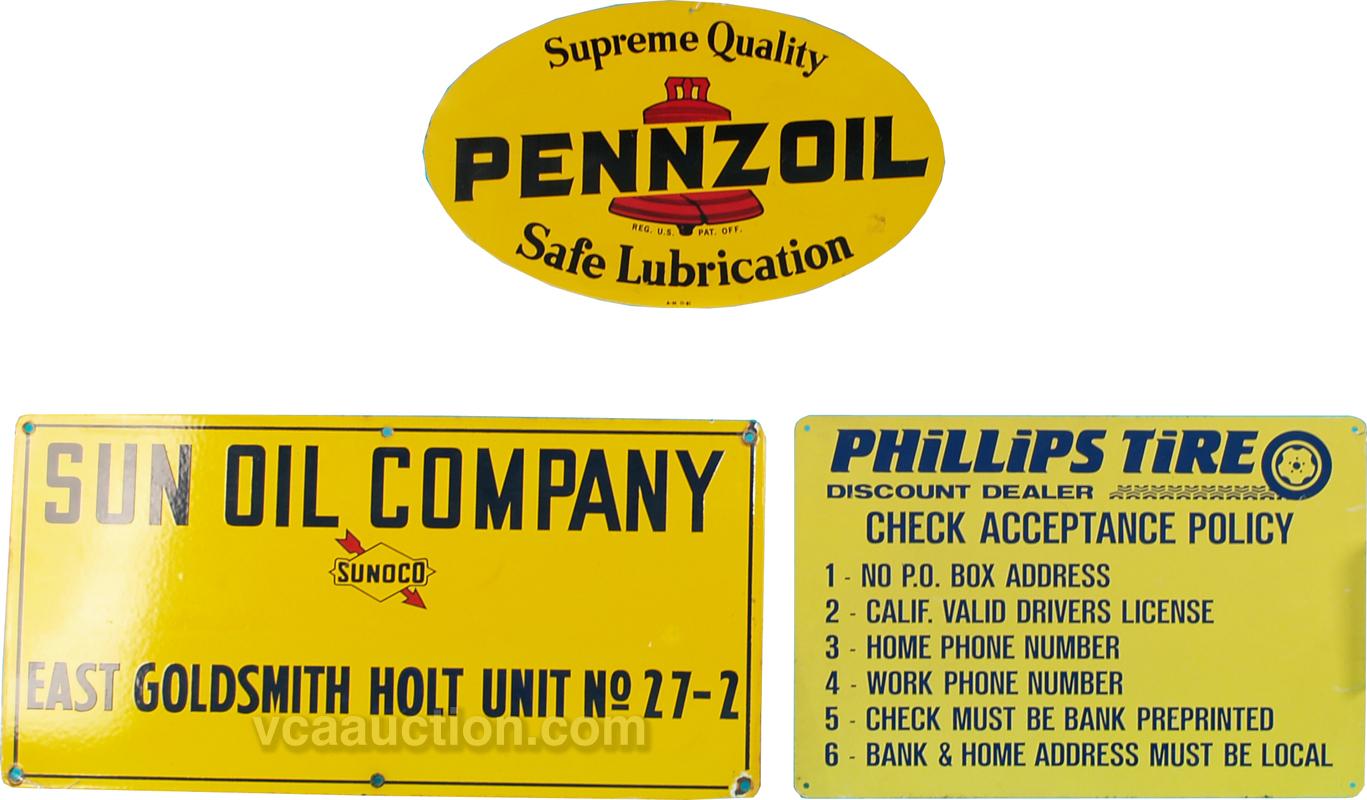 Supreme Quality
PENNZOIL
REG. U.S. PAT. OFF.
Safe Lubrication
SUN OIL COMPANY
SUNOCO
EAST GOLDSMITH HOLT UNIT Nº 27-2
vcaauction.com
PHiLLiPS TiRE
DISCOUNT DEALER
CHECK ACCEPTANCE POLICY
1 - NO P.O. BOX ADDRESS
2 - CALIF. VALID DRIVERS LICENSE
3 - HOME PHONE NUMBER
4 - WORK PHONE NUMBER
5 - CHECK MUST BE BANK PREPRINTED
6 - BANK & HOME ADDRESS MUST BE LOCAL